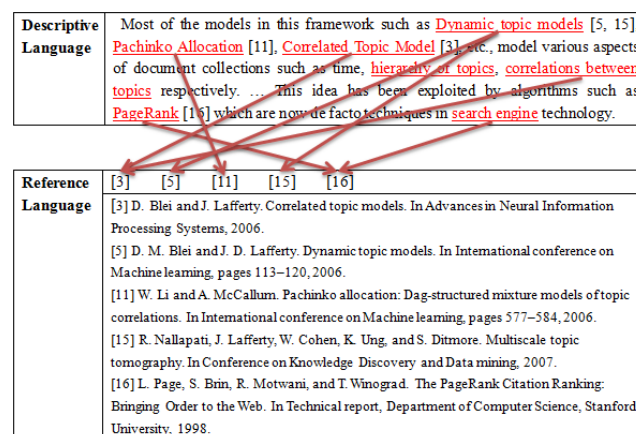 Descriptive Language
Most of the models in this framework such as Dynamic topic models [5, 15]
Pachinko Allocation [11], Correlated Topic Model [3], etc., model various aspects
of document collections such as time, hierarchy of topics, correlations between
topics respectively. … This idea has been exploited by algorithms such as
PageRank [16] which are now de facto techniques in search engine technology.
Reference Language
[3] [5] [11] [15] [16]
[3] D. Blei and J. Lafferty. Correlated topic models. In Advances in Neural Information
Processing Systems, 2006.
[5] D. M. Blei and J. D. Lafferty. Dynamic topic models. In International conference on
Machine learning, pages 113–120, 2006.
[11] W. Li and A. McCallum. Pachinko allocation: Dag-structured mixture models of topic
correlations. In International conference on Machine learning, pages 577–584, 2006.
[15] R. Nallapati, J. Lafferty, W. Cohen, K. Ung, and S. Ditmore. Multiscale topic
tomography. In Conference on Knowledge Discovery and Data mining, 2007.
[16] L. Page, S. Brin, R. Motwani, and T. Winograd. The PageRank Citation Ranking:
Bringing Order to the Web. In Technical report, Department of Computer Science, Stanford
University, 1998.